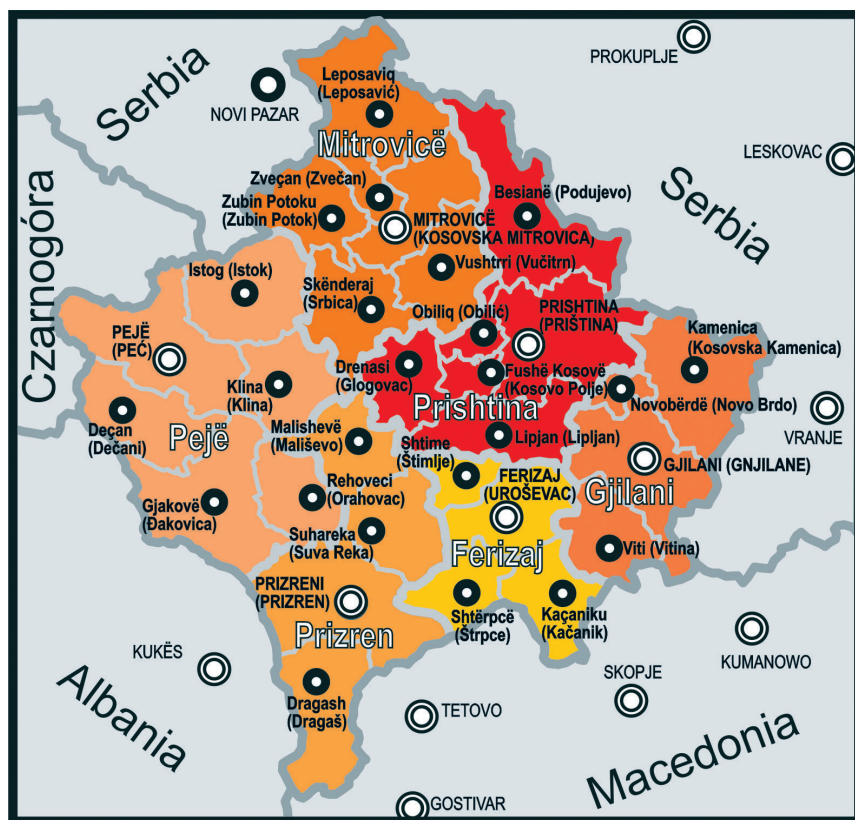 PROKUPLJE
Serbia
Leposaviq
(Leposavić)
NOVI PAZAR
Mitrovicë
LESKOVAC
Zveçan (Zvečan)
Zubin Potoku
(Zubin Potok)
Besianë (Podujevo)
Serbia
MITROVICË
(KOSOVSKA MITROVICA)
Czarnogóra
Istog (Istok)
Vushtrri (Vučitrn)
Skënderaj
(Srbica)
Obiliq (Obilić)
PRISHTINA
(PRIŠTINA)
Kamenica
(Kosovska Kamenica)
PEJË
(PEĆ)
Drenasi
(Glogovac)
Fushë Kosovë
(Kosovo Polje)
Klina
(Klina)
Prishtina
Novobërdë (Novo Brdo)
VRANJE
Deçan
(Dečani)
Pejë
Malishevë
(Mališevo)
Lipjan (Lipljan)
Shtime
(Štimlje)
GJILANI (GNJILANE)
Gjilani
FERIZAJ
(UROŠEVAC)
Rehoveci
(Orahovac)
Gjakovë
(Đakovica)
Suhareka
(Suva Reka)
Ferizaj
Viti (Vitina)
PRIZRENI
(PRIZREN)
Shtërpcë
(Štrpce)
Kaçaniku
(Kačanik)
Prizren
KUKËS
KUMANOWO
SKOPJE
Albania
Dragash
(Dragaš)
TETOVO
Macedonia
GOSTIVAR